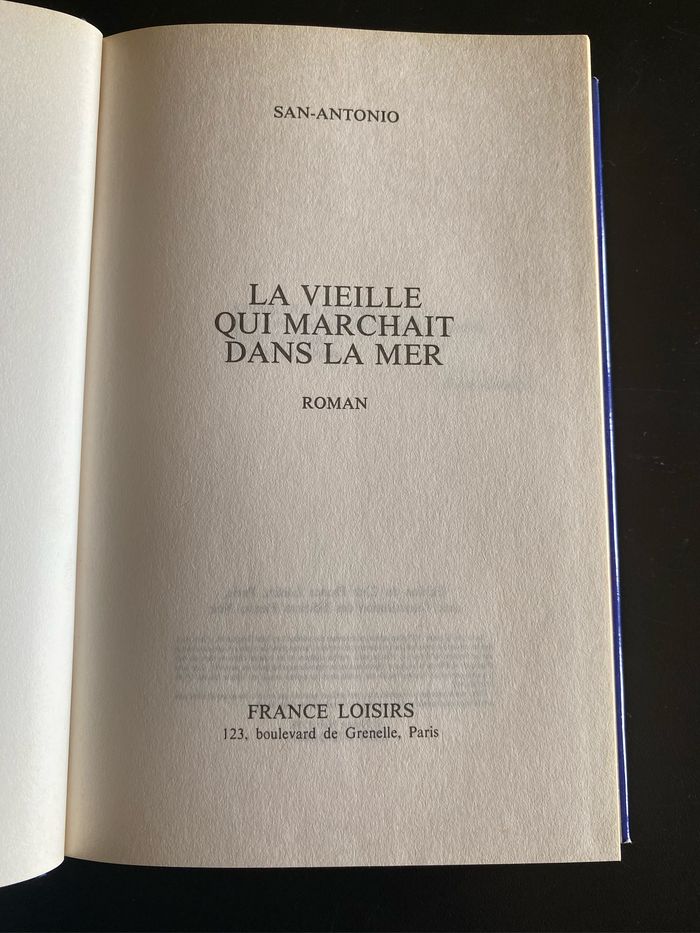 SAN-ANTONIO
LA VIEILLE
QUI MARCHAIT
DANS LA MER
ROMAN
FRANCE LOISIRS
123, boulevard de Grenelle, Paris